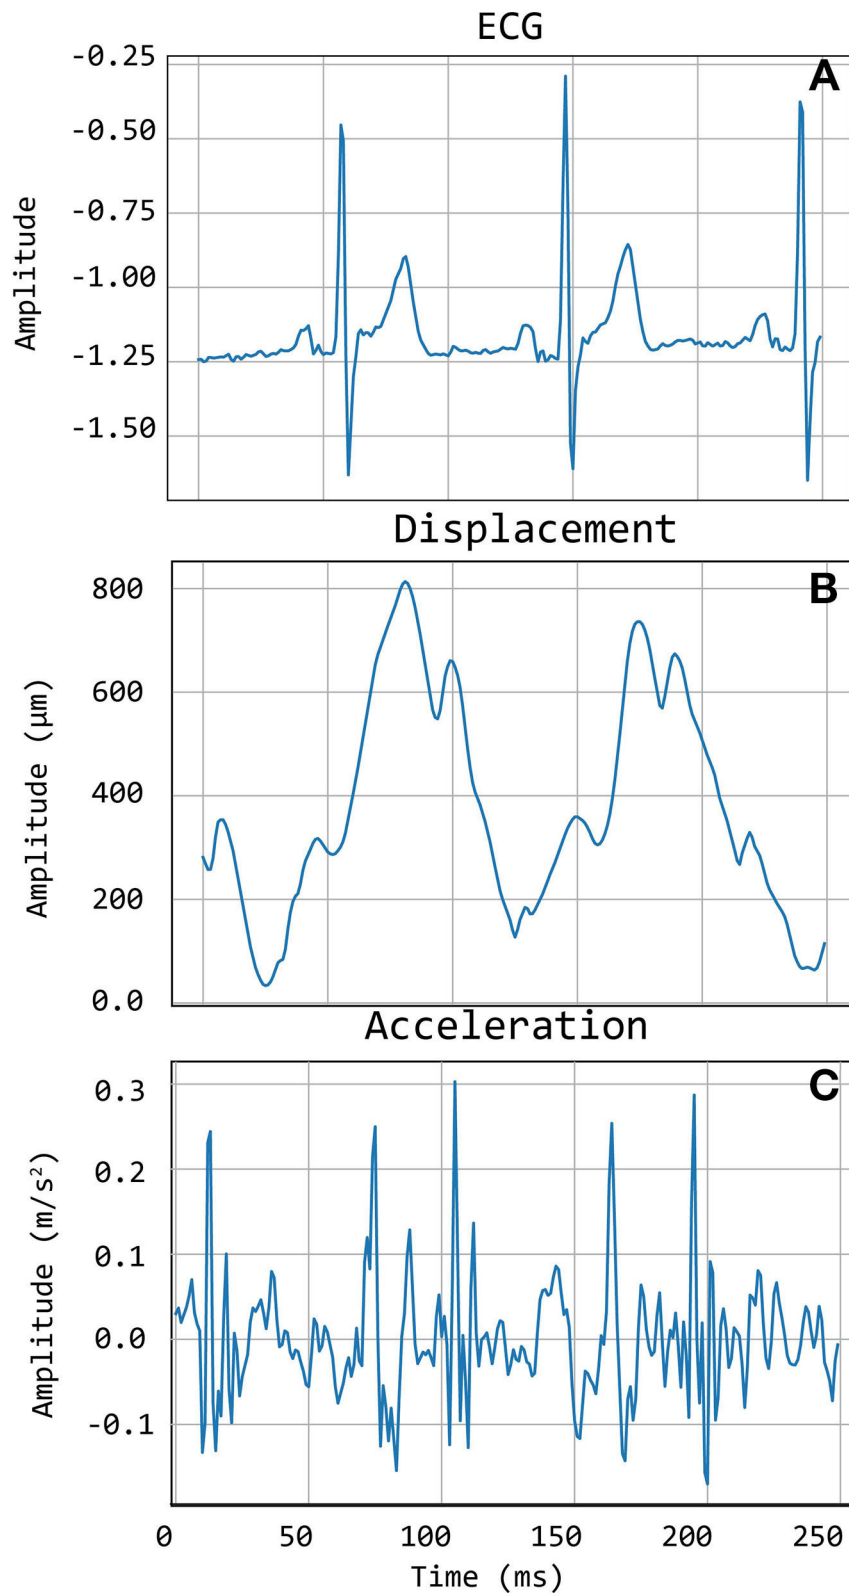 ECG
A
-0.25
-0.50
-0.75
-1.00
-1.25
-1.50
Amplitude
Displacement
B
800
600
400
200
0.0
Amplitude (µm)
Acceleration
C
0.3
0.2
0.1
0.0
-0.1
Amplitude (m/s²)
0 50 100 150 200 250
Time (ms)